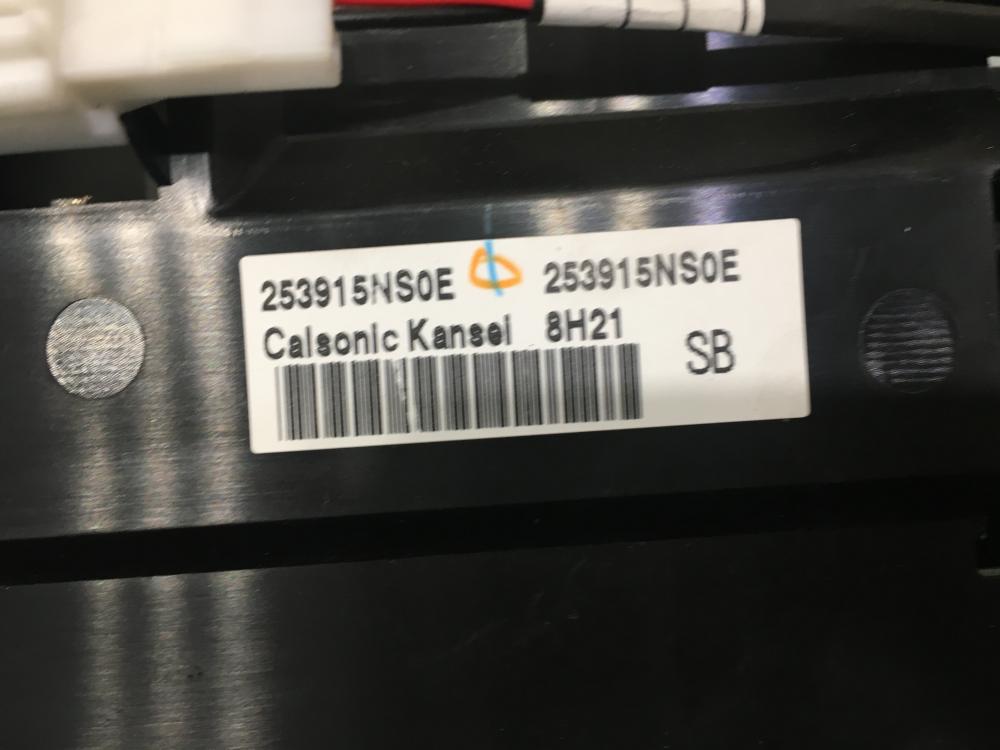 253915NS0E 253915NS0E
Calsonic Kansei 8H21
SB